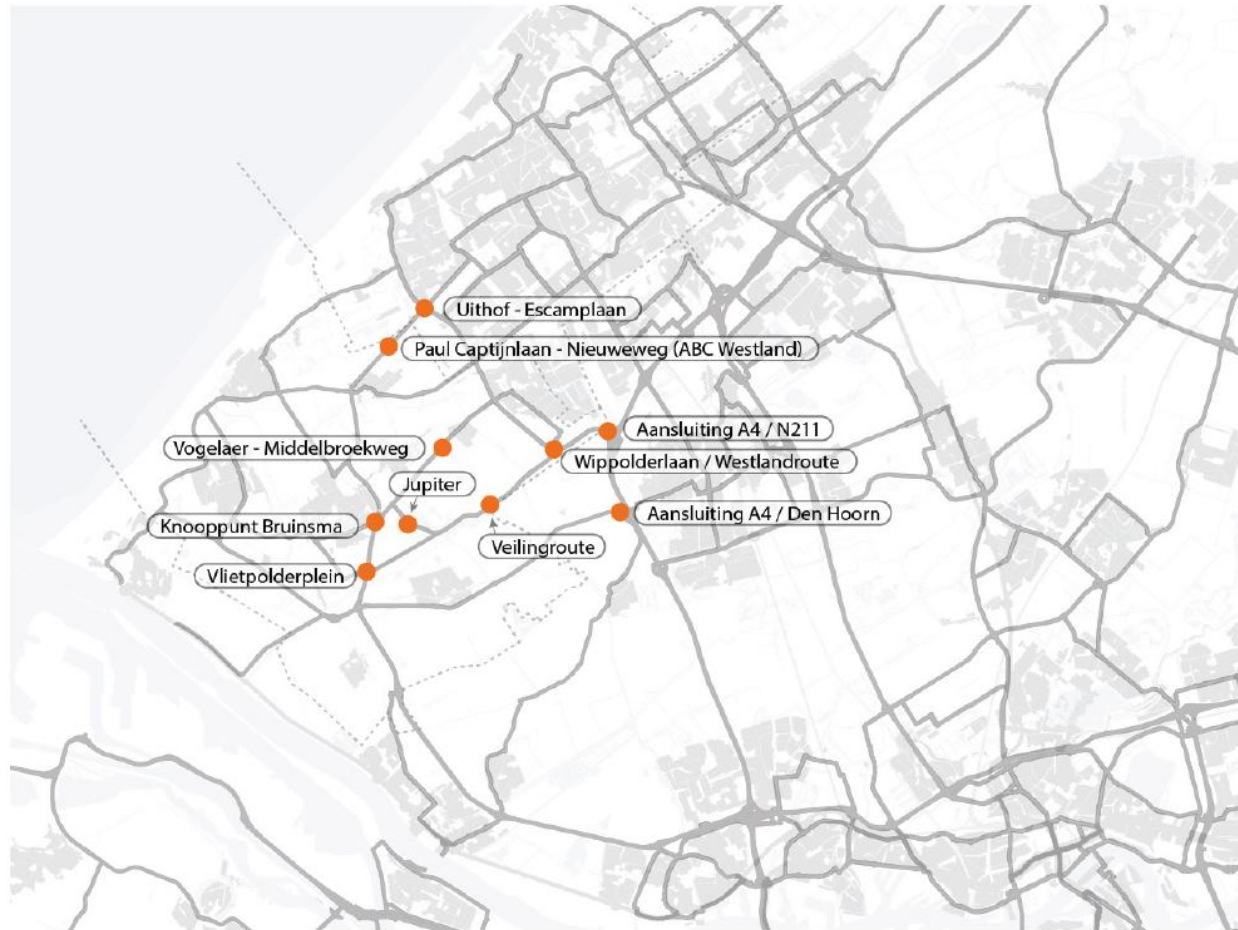 Uithof - Escamplaan
Paul Captijnlaan - Nieuweweg (ABC Westland)
Aansluiting A4 / N211
Vogelaer - Middelbroekweg
Wippolderlaan / Westlandroute
Jupiter
Knooppunt Bruinsma
Aansluiting A4 / Den Hoorn
Veilingroute
Vlietpolderplein